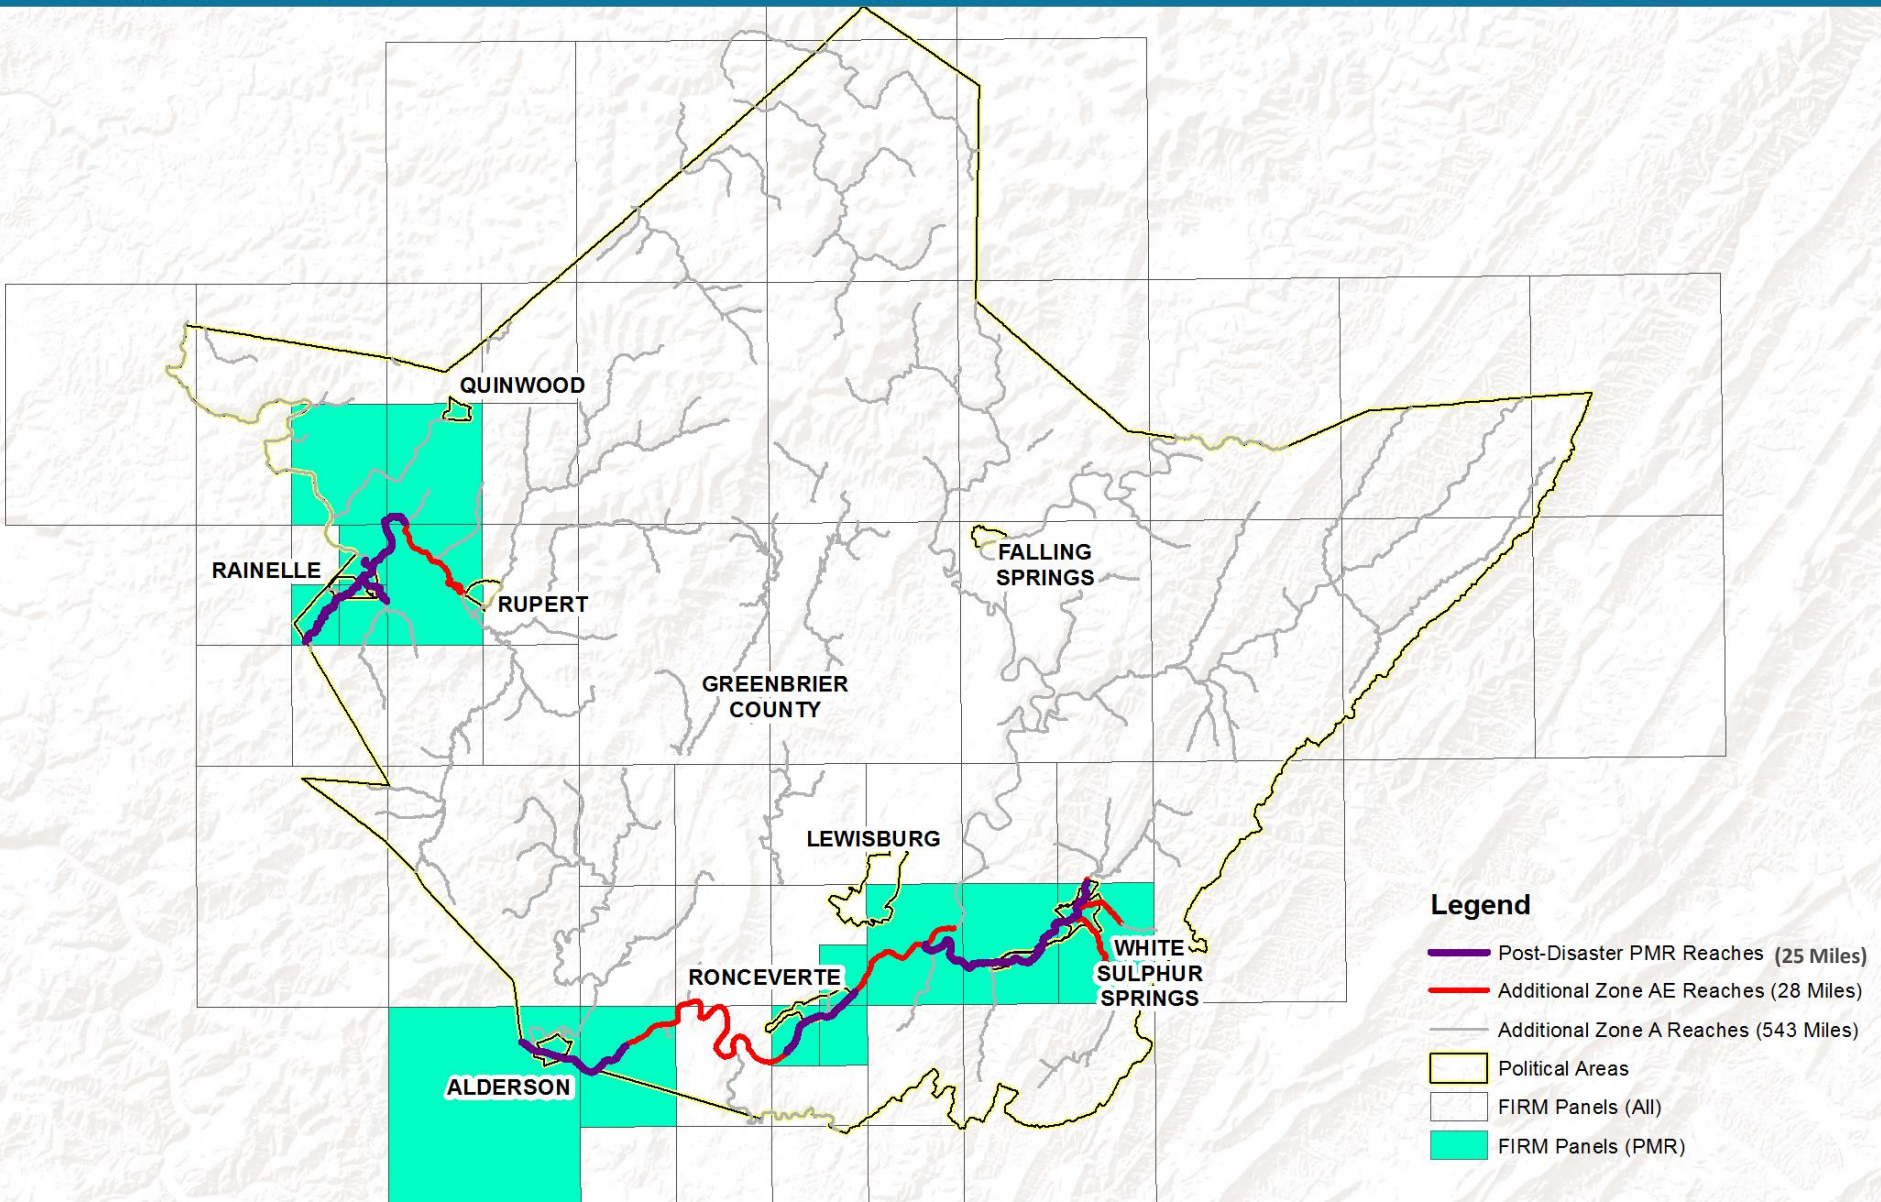 QUINWOOD
RAINELLE
RUPERT
FALLING
SPRINGS
GREENBRIER
COUNTY
LEWISBURG
RONCEVERTE
WHITE
SULPHUR
SPRINGS
ALDERSON
Legend
Post-Disaster PMR Reaches (25 Miles)
Additional Zone AE Reaches (28 Miles)
Additional Zone A Reaches (543 Miles)
Political Areas
FIRM Panels (All)
FIRM Panels (PMR)